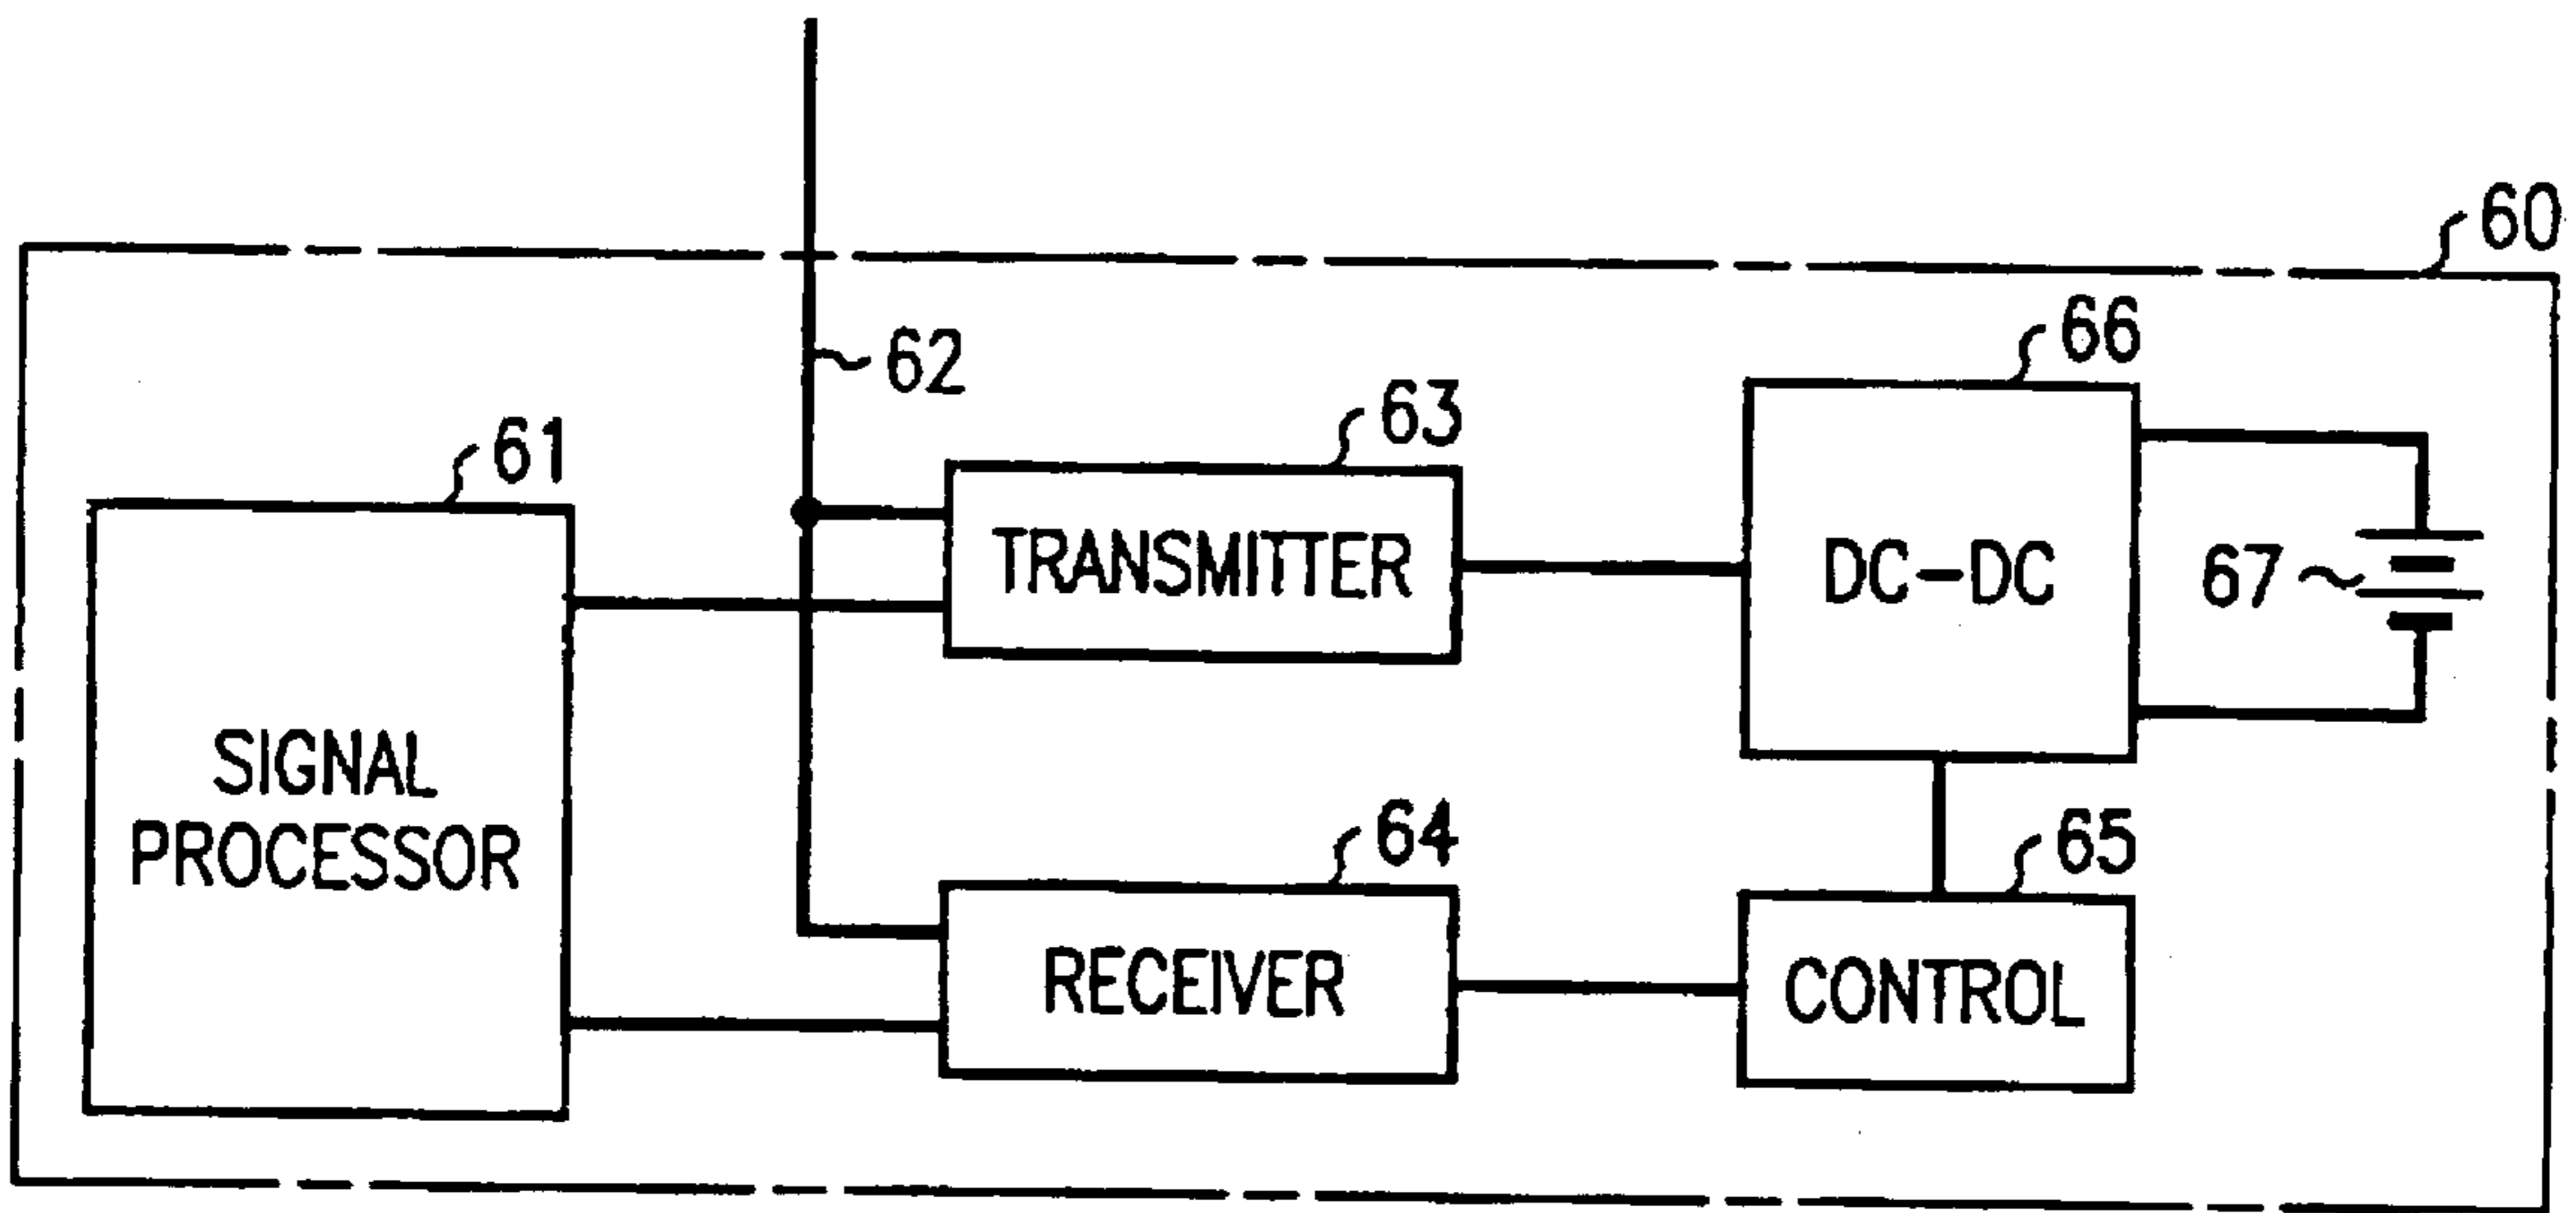 60
66
62
63
61
TRANSMITTER
DC-DC
67
SIGNAL
PROCESSOR
64
65
RECEIVER
CONTROL